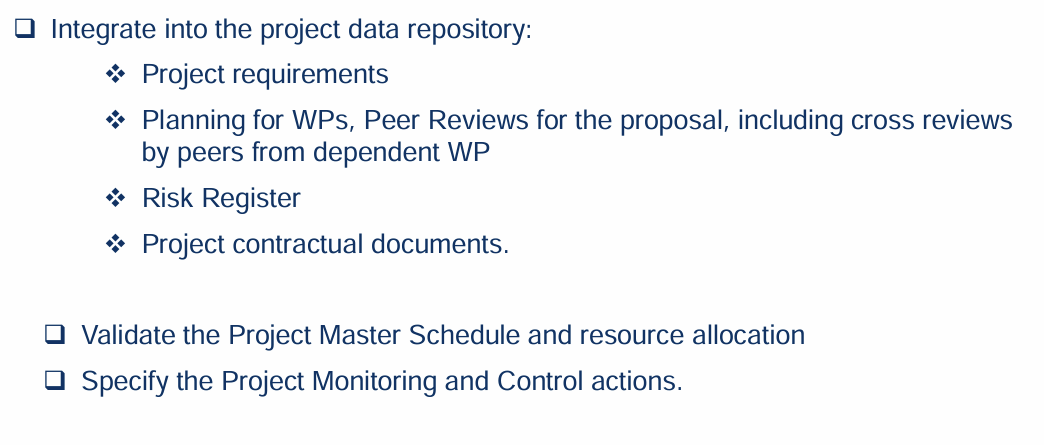 ❑ Integrate into the project data repository:
❖ Project requirements
❖ Planning for WPs, Peer Reviews for the proposal, including cross reviews
by peers from dependent WP
❖ Risk Register
❖ Project contractual documents.
❑ Validate the Project Master Schedule and resource allocation
❑ Specify the Project Monitoring and Control actions.